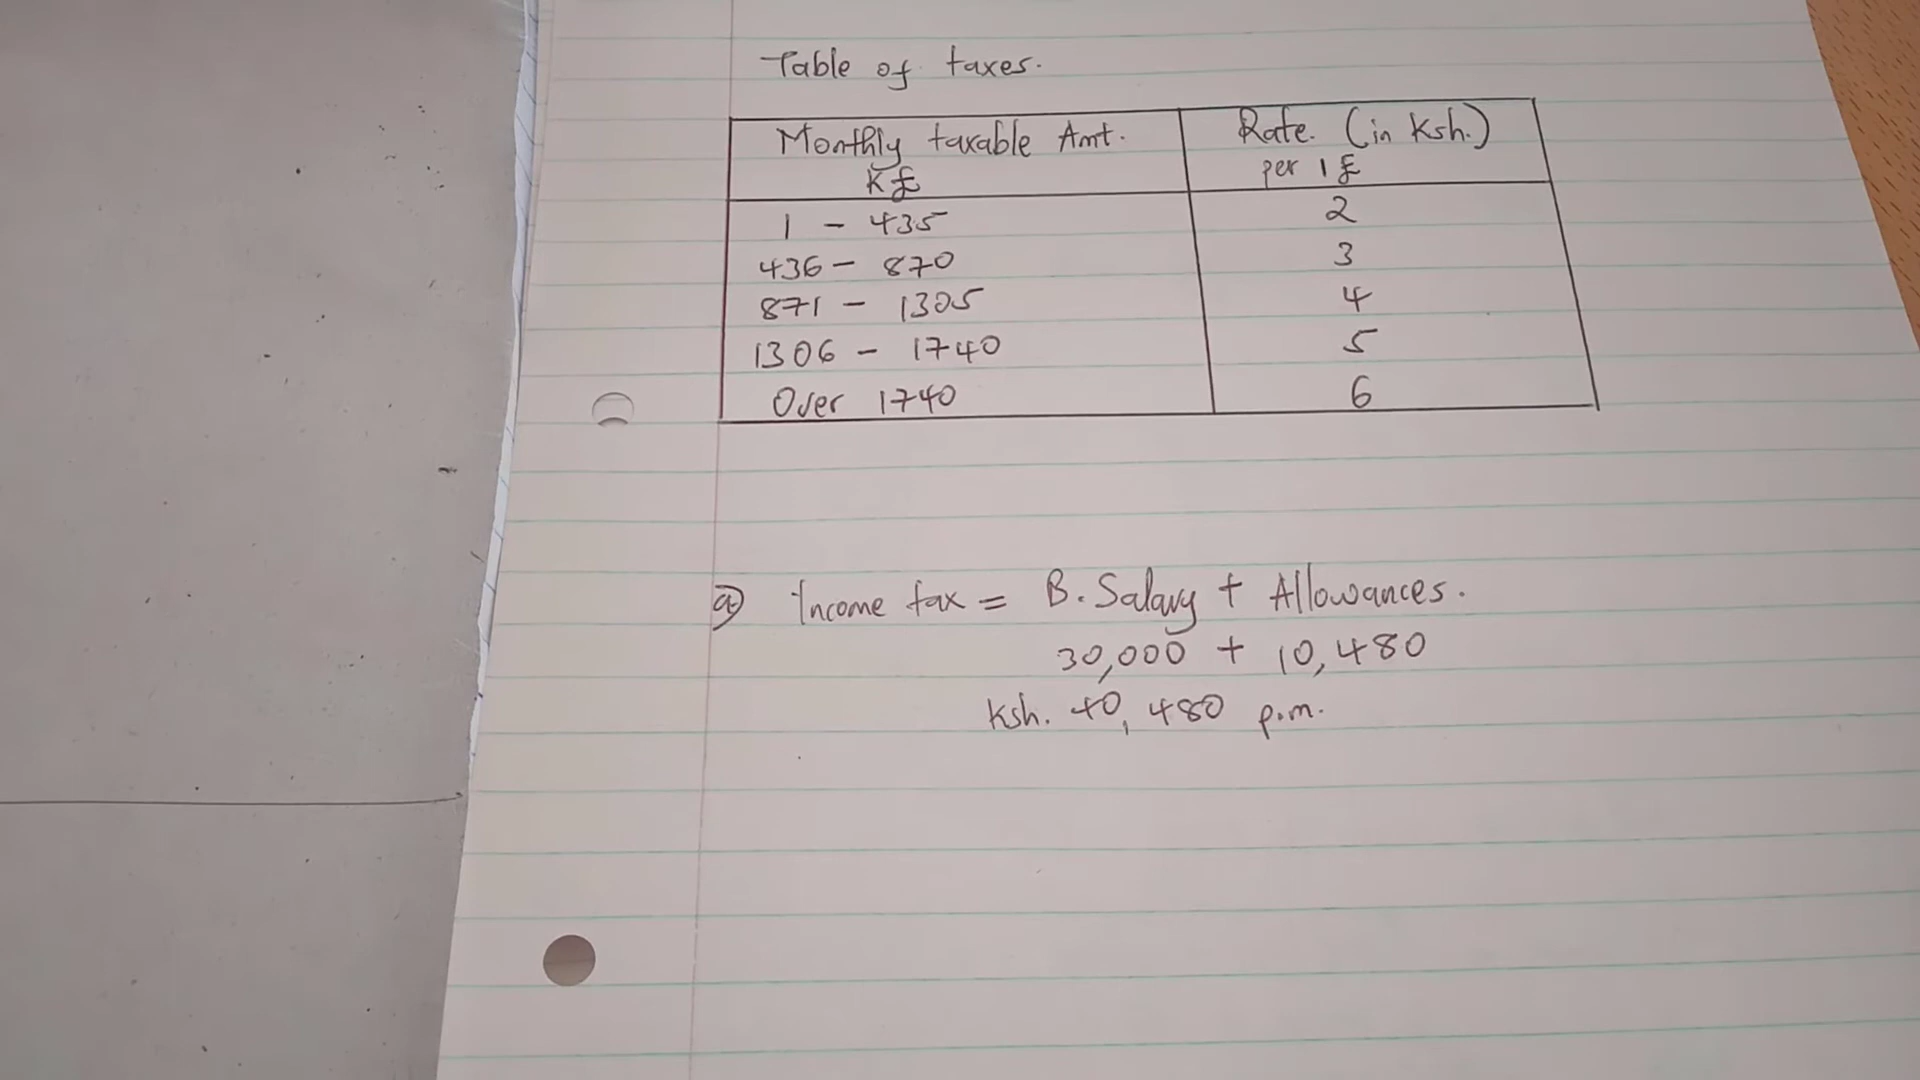 Table of taxes.
Monthly taxable Amt. Rate. (in Ksh.)
K£ per 1 £
1 - 435 2
436 - 870 3
871 - 1305 4
1306 - 1740 5
Over 1740 6
a) Income tax = B. Salary + Allowances.
30,000 + 10,480
Ksh. 40,480 p.m.